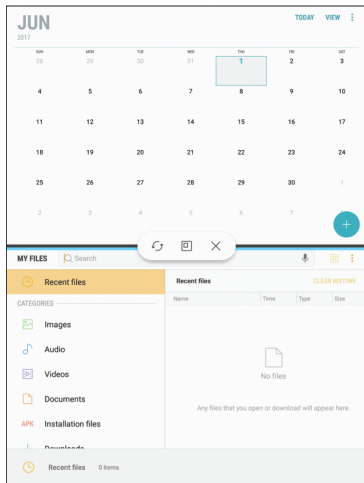 JUN
TODAY VIEW
2017
SUN MON TUE WED THU FRI SAT
28 29 30 31 1 2 3
4 5 6 7 8 9 10
11 12 13 14 15 16 17
18 19 20 21 22 23 24
25 26 27 28 29 30 1
2 3 4 5 6 7
MY FILES Search
Recent files
Recent files CLEAR HISTORY
CATEGORIES
Name Time Type Size
Images
Audio
Videos
No files
Documents
Any files that you open or download will appear here.
APK Installation files
Downloads
Recent files 0 items